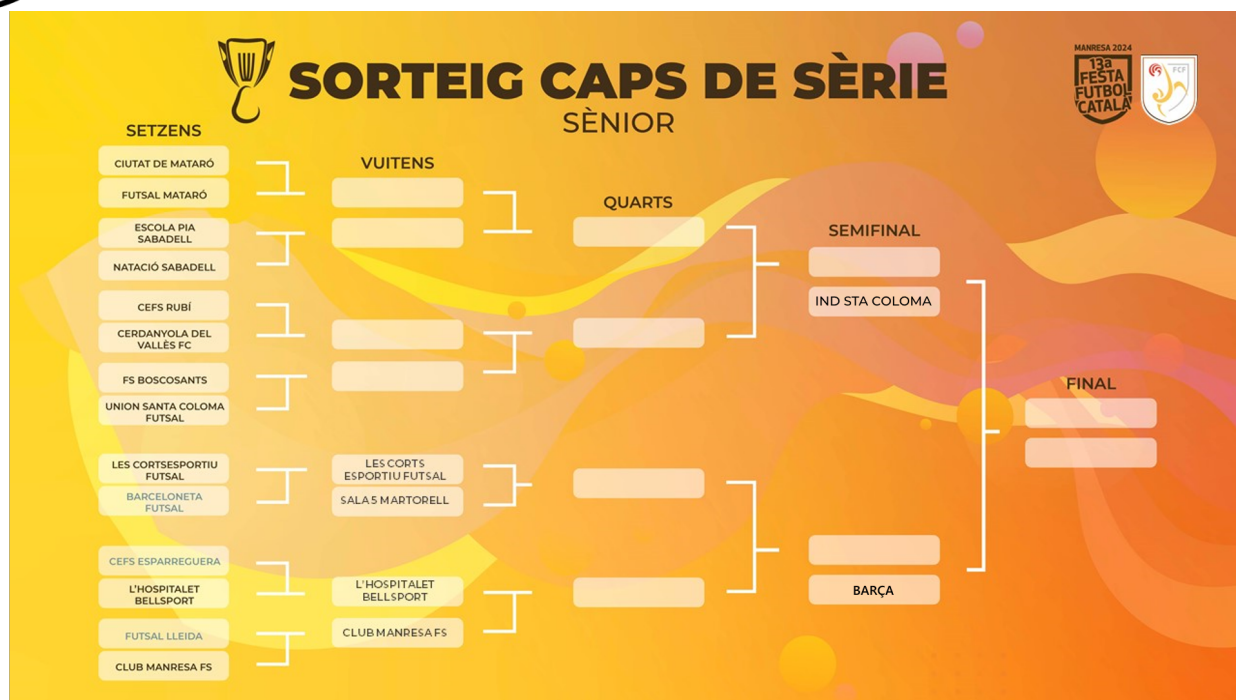 SORTEIG CAPS DE SÈRIE
SÈNIOR
MANRESA 2024
13a
FESTA
FUTBOL
CATALÀ
FCF
SETZENS
CIUTAT DE MATARÓ
FUTSAL MATARÓ
ESCOLA PIA
SABADELL
NATACIÓ SABADELL
CEFS RUBÍ
CERDANYOLA DEL
VALLÈS FC
FS BOSCOSANTS
UNION SANTA COLOMA
FUTSAL
LES CORTSESPORTIU
FUTSAL
BARCELONETA
FUTSAL
CEFS ESPARREGUERA
L'HOSPITALET
BELLSPORT
FUTSAL LLEIDA
CLUB MANRESA FS
VUITENS
LES CORTS
ESPORTIU FUTSAL
SALA 5 MARTORELL
L'HOSPITALET
BELLSPORT
CLUB MANRESA FS
QUARTS
SEMIFINAL
IND STA COLOMA
BARÇA
FINAL